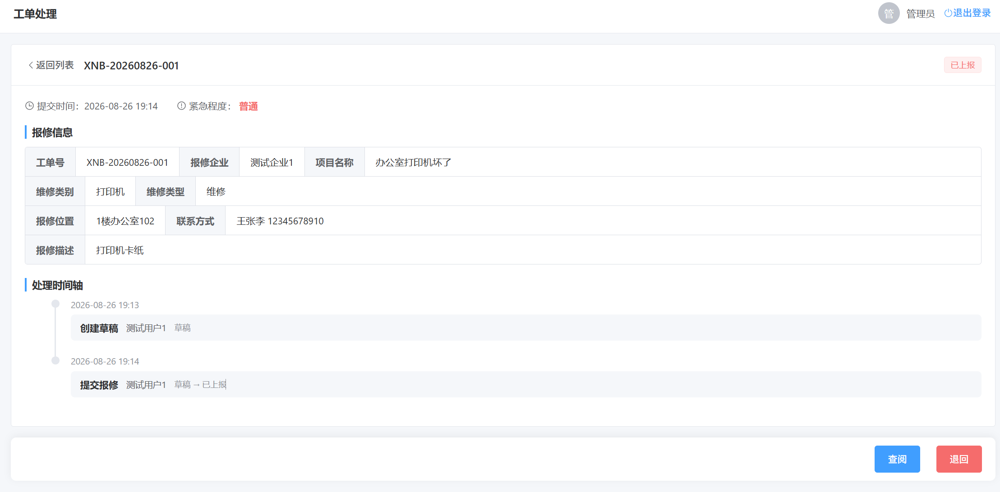 工单处理
管 管理员 退出登录
返回列表 XNB-20260826-001 已上报
提交时间：2026-08-26 19:14 紧急程度： 普通
报修信息
工单号 XNB-20260826-001 报修企业 测试企业1 项目名称 办公室打印机坏了
维修类别 打印机 维修类型 维修
报修位置 1楼办公室102 联系方式 王张李 12345678910
报修描述 打印机卡纸
处理时间轴
2026-08-26 19:13
创建草稿 测试用户1 草稿
2026-08-26 19:14
提交报修 测试用户1 草稿 → 已上报
查阅 退回